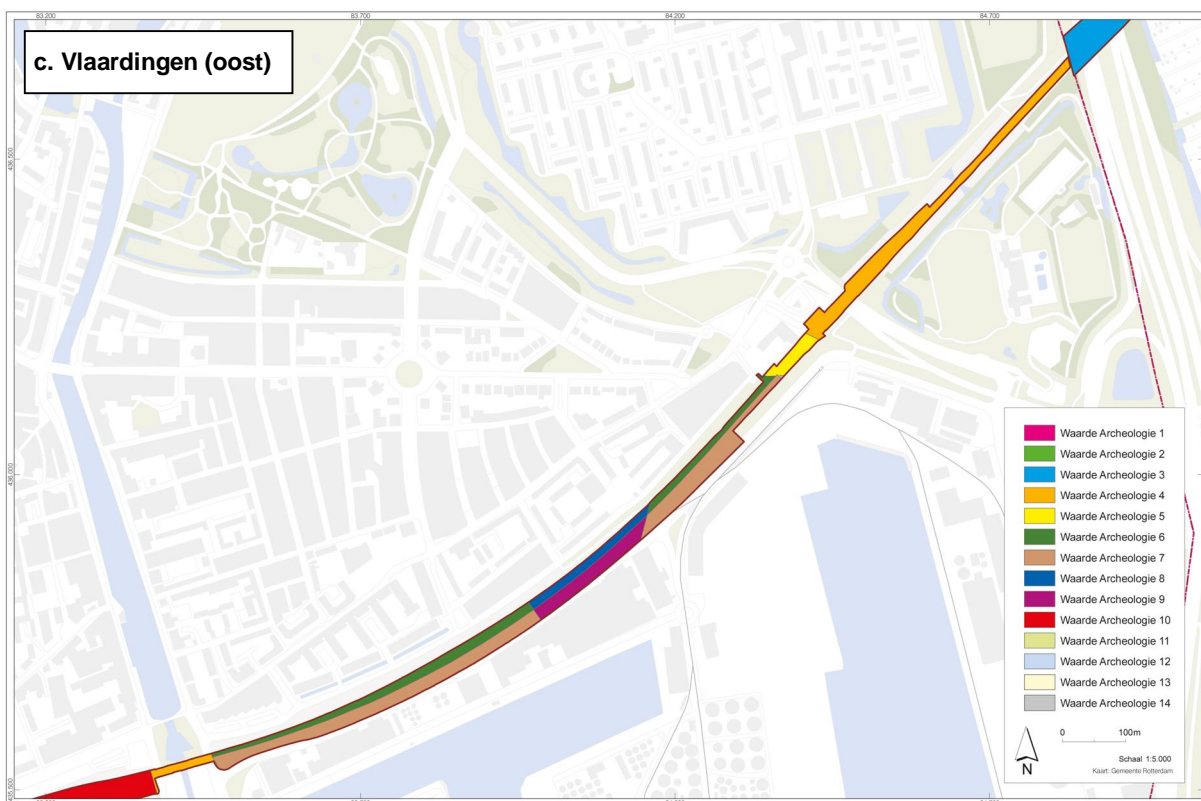 83.200
83.700
84.200
84.700
c. Vlaardingen (oost)
436.500
436.000
435.500
Waarde Archeologie 1
Waarde Archeologie 2
Waarde Archeologie 3
Waarde Archeologie 4
Waarde Archeologie 5
Waarde Archeologie 6
Waarde Archeologie 7
Waarde Archeologie 8
Waarde Archeologie 9
Waarde Archeologie 10
Waarde Archeologie 11
Waarde Archeologie 12
Waarde Archeologie 13
Waarde Archeologie 14
0 100m
N
Schaal 1:5.000
Kaart: Gemeente Rotterdam